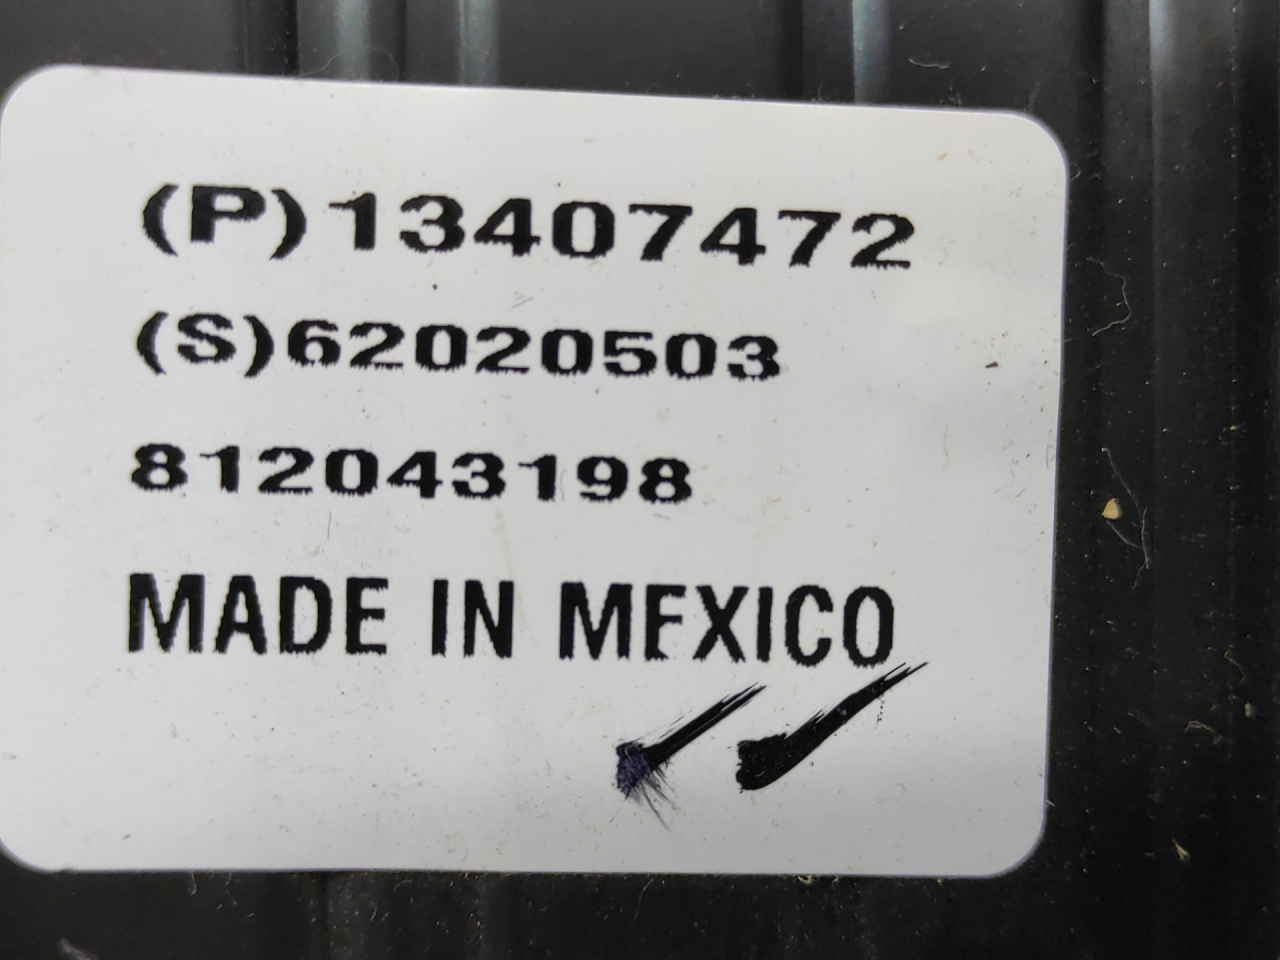 (P)13407472
(S)62020503
812043198
MADE IN MEXICO